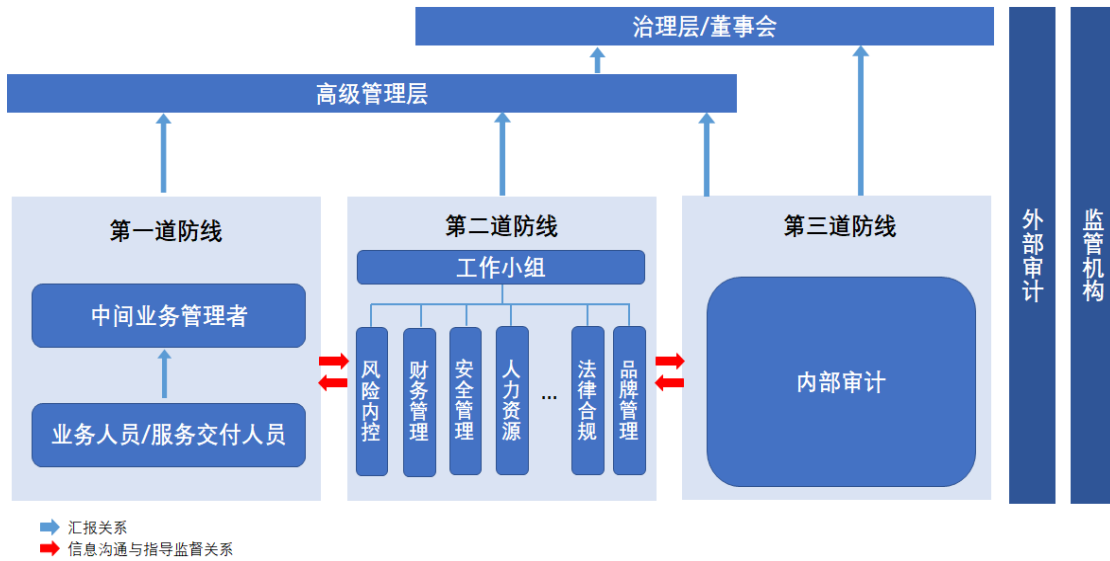 治理层/董事会
高级管理层
第一道防线
中间业务管理者
业务人员/服务交付人员
第二道防线
工作小组
风险内控
财务管理
安全管理
人力资源
...
法律合规
品牌管理
第三道防线
内部审计
外部审计
监管机构
汇报关系
信息沟通与指导监督关系